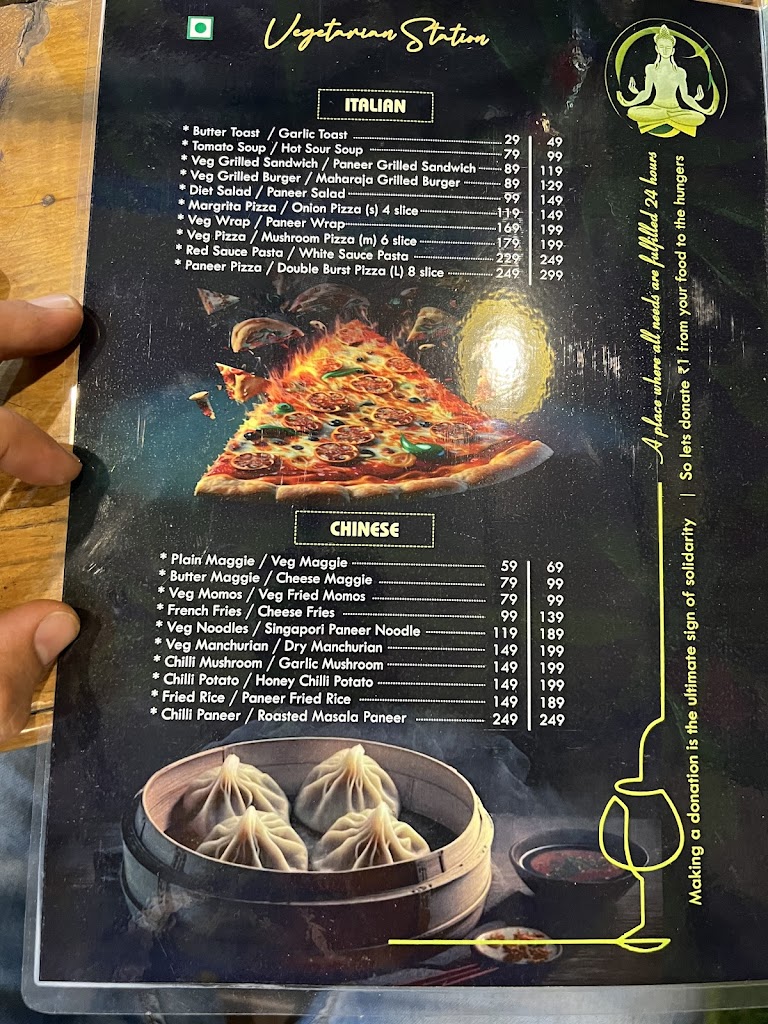 Vegetarian Station
ITALIAN
* Butter Toast / Garlic Toast 29 49
* Tomato Soup / Hot Sour Soup 79 99
* Veg Grilled Sandwich / Paneer Grilled Sandwich 89 119
* Veg Grilled Burger / Maharaja Grilled Burger 89 129
* Diet Salad / Paneer Salad 99 149
* Margrita Pizza / Onion Pizza (s) 4 slice 119 149
* Veg Wrap / Paneer Wrap 169 199
* Veg Pizza / Mushroom Pizza (m) 6 slice 179 199
* Red Sauce Pasta / White Sauce Pasta 229 249
* Paneer Pizza / Double Burst Pizza (L) 8 slice 249 299
CHINESE
* Plain Maggie / Veg Maggie 59 69
* Butter Maggie / Cheese Maggie 79 99
* Veg Momos / Veg Fried Momos 79 99
* French Fries / Cheese Fries 99 139
* Veg Noodles / Singapori Paneer Noodle 119 189
* Veg Manchurian / Dry Manchurian 149 199
* Chilli Mushroom / Garlic Mushroom 149 199
* Chilli Potato / Honey Chilli Potato 149 199
* Fried Rice / Paneer Fried Rice 149 189
* Chilli Paneer / Roasted Masala Paneer 249 249
A place where all needs are fulfilled 24 hours
Making a donation is the ultimate sign of solidarity | So lets donate ₹1 from your food to the hungers